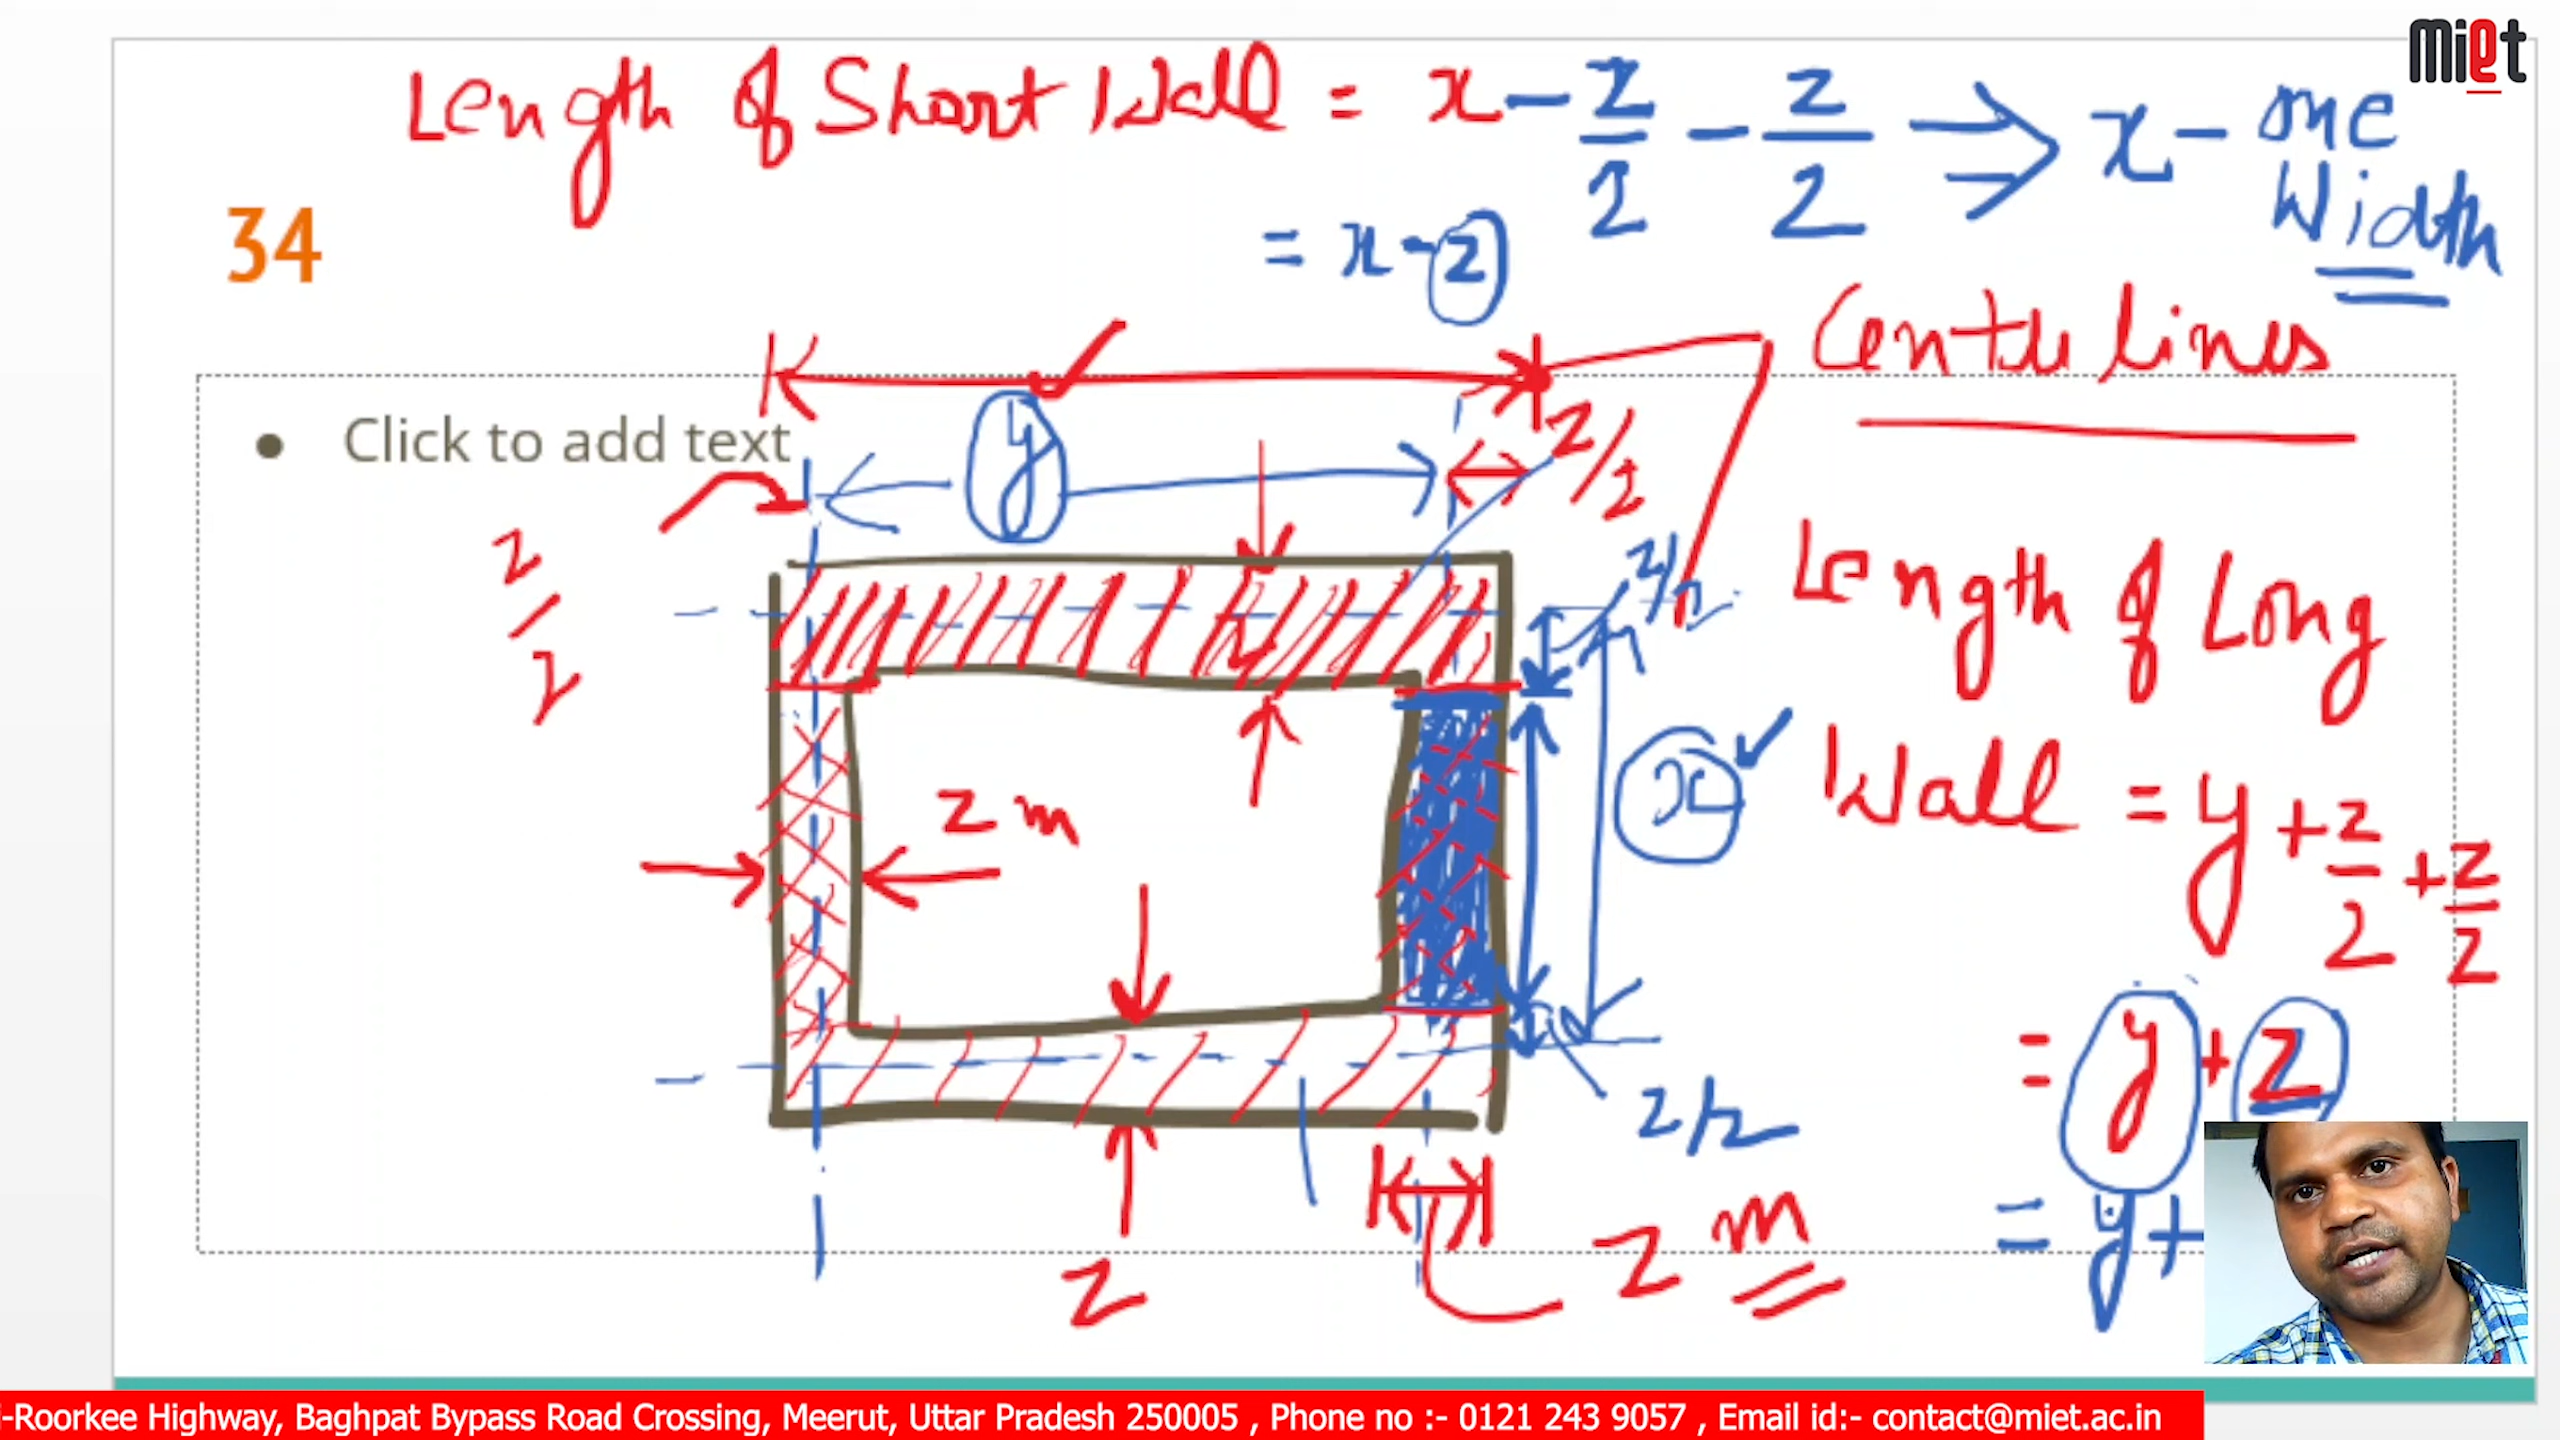 miet
Length of Short Wall = x - z/2 - z/2 ⇒ x - one
Width
= x - z
34
Centre lines
• Click to add text
y
z/2
z/2
z/2
Length of Long
Wall = y + z/2 + z/2
x
z m
= y + z
z/2
= y +
z m
z
i-Roorkee Highway, Baghpat Bypass Road Crossing, Meerut, Uttar Pradesh 250005 , Phone no :- 0121 243 9057 , Email id:- contact@miet.ac.in